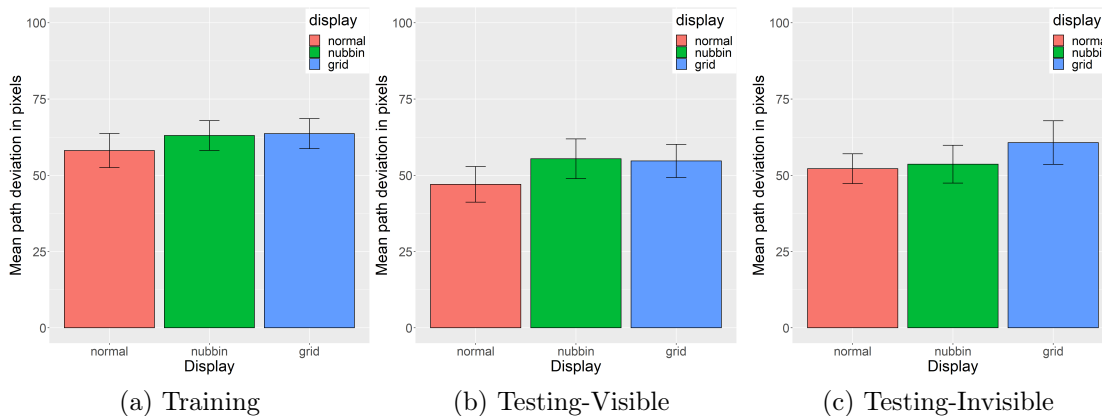 display
normal
nubbin
grid
Mean path deviation in pixels
100
75
50
25
0
normal nubbin grid
Display
(a) Training
display
normal
nubbin
grid
Mean path deviation in pixels
100
75
50
25
0
normal nubbin grid
Display
(b) Testing-Visible
display
norma
nubbin
grid
Mean path deviation in pixels
100
75
50
25
0
normal nubbin grid
Display
(c) Testing-Invisible